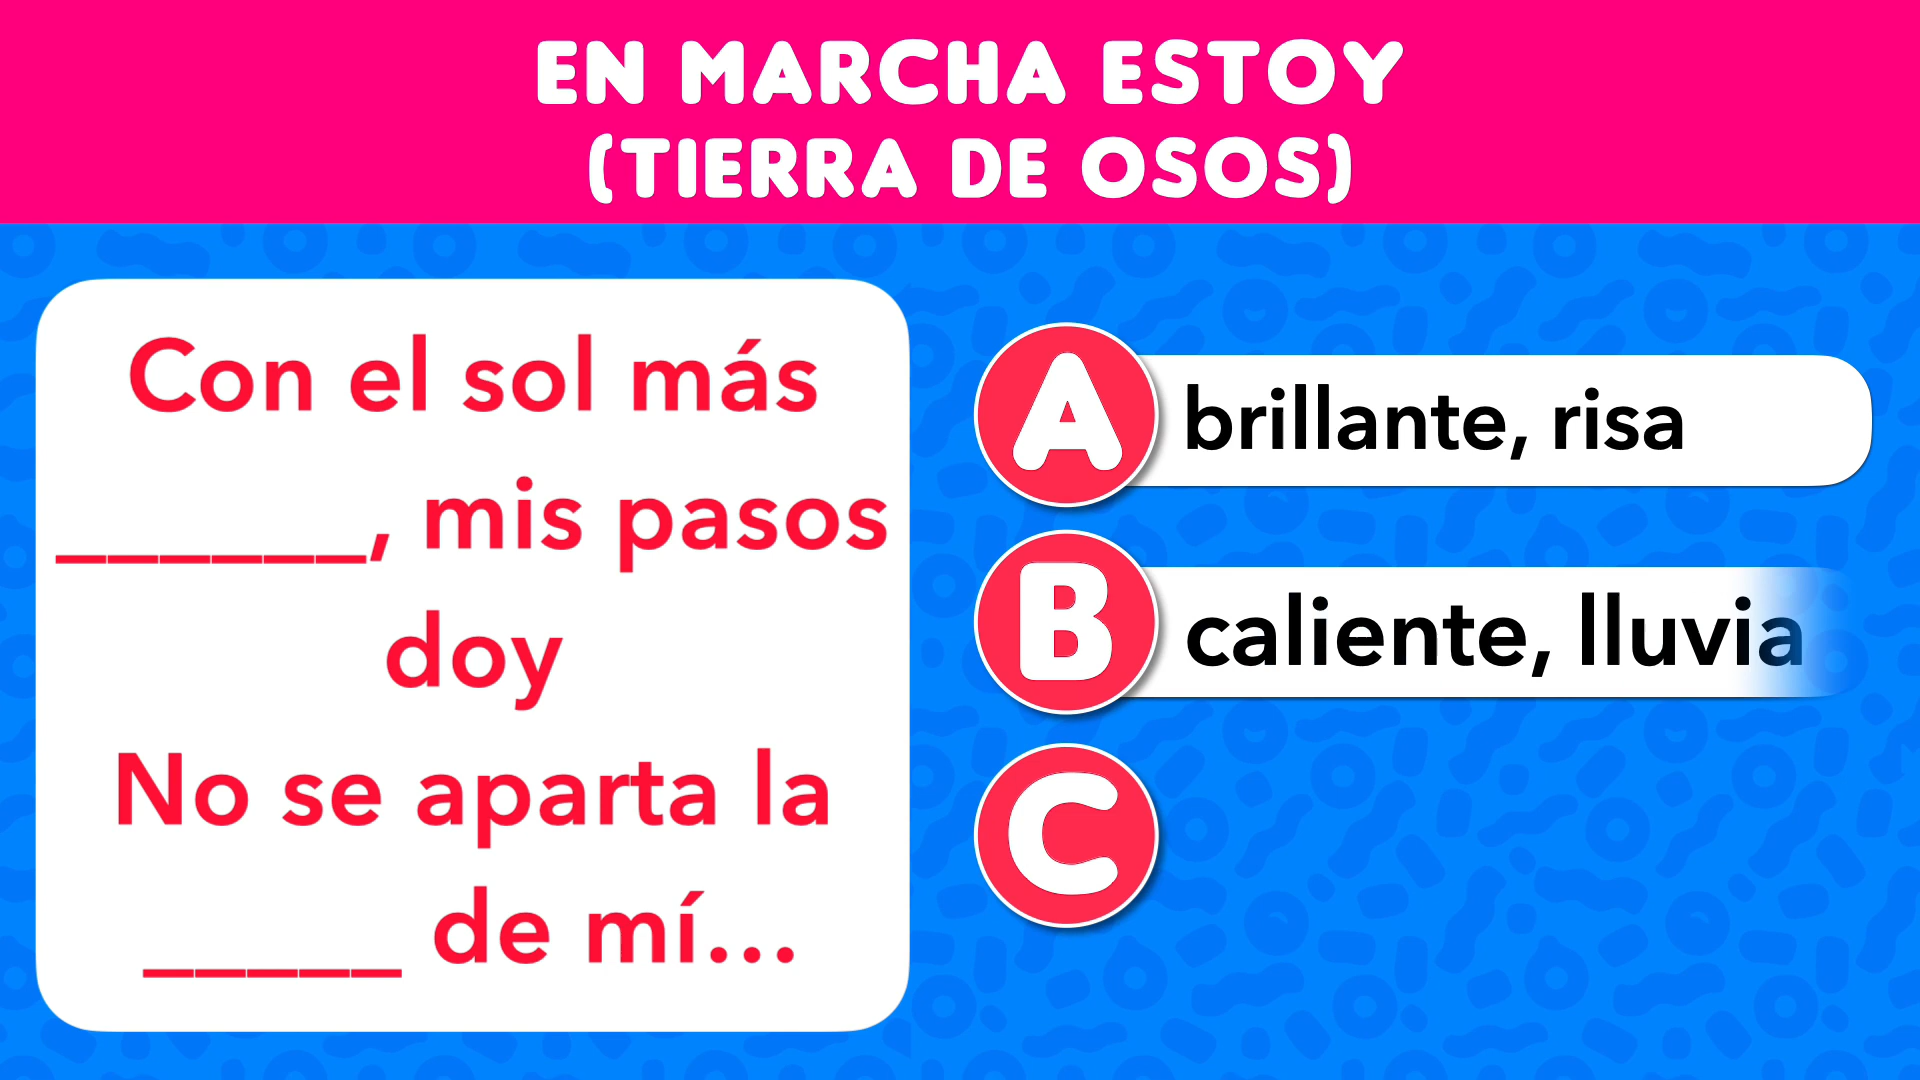 EN MARCHA ESTOY
(TIERRA DE OSOS)
Con el sol más
______, mis pasos
doy
No se aparta la
_____ de mí...
A brillante, risa
B caliente, lluvia
C